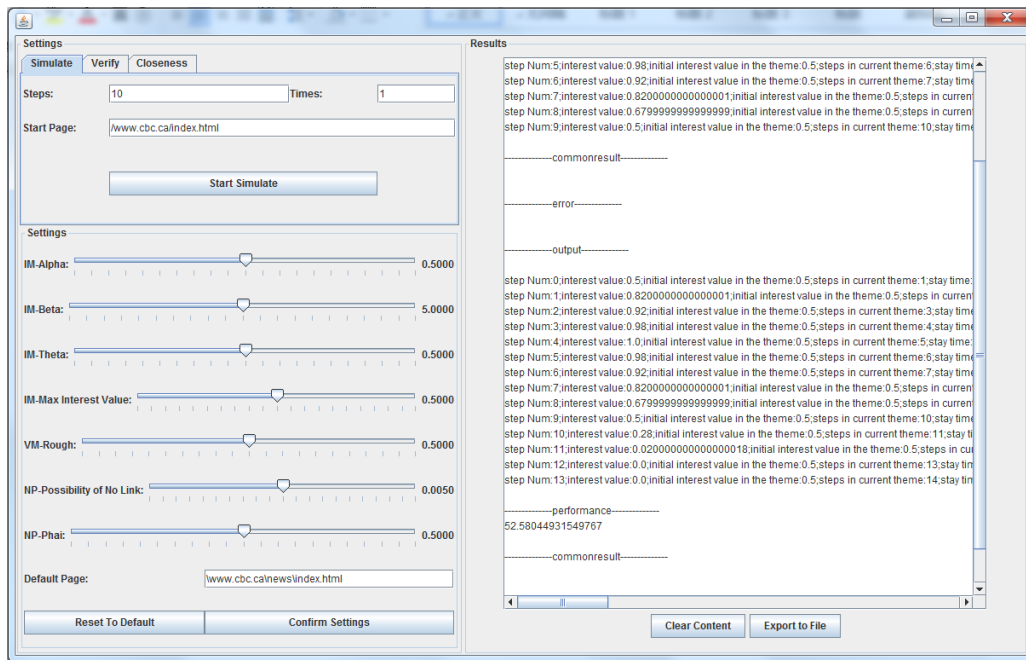 Settings
Simulate Verify Closeness
Steps: 10 Times: 1
Start Page: /www.cbc.ca/index.html
Start Simulate
Settings
IM-Alpha: 0.5000
IM-Beta: 5.0000
IM-Theta: 0.5000
IM-Max Interest Value: 0.5000
VM-Rough: 0.5000
NP-Possibility of No Link: 0.0050
NP-Phai: 0.5000
Default Page: \www.cbc.ca\news\index.html
Reset To Default Confirm Settings
Results
step Num:5;interest value:0.98;initial interest value in the theme:0.5;steps in current theme:6;stay time
step Num:6;interest value:0.92;initial interest value in the theme:0.5;steps in current theme:7;stay time
step Num:7;interest value:0.8200000000000001;initial interest value in the theme:0.5;steps in current
step Num:8;interest value:0.6799999999999999;initial interest value in the theme:0.5;steps in current
step Num:9;interest value:0.5;initial interest value in the theme:0.5;steps in current theme:10;stay time
--------------commonresult--------------
--------------error--------------
--------------output--------------
step Num:0;interest value:0.5;initial interest value in the theme:0.5;steps in current theme:1;stay time:
step Num:1;interest value:0.8200000000000001;initial interest value in the theme:0.5;steps in current
step Num:2;interest value:0.92;initial interest value in the theme:0.5;steps in current theme:3;stay time
step Num:3;interest value:0.98;initial interest value in the theme:0.5;steps in current theme:4;stay time
step Num:4;interest value:1.0;initial interest value in the theme:0.5;steps in current theme:5;stay time:
step Num:5;interest value:0.98;initial interest value in the theme:0.5;steps in current theme:6;stay time
step Num:6;interest value:0.92;initial interest value in the theme:0.5;steps in current theme:7;stay time
step Num:7;interest value:0.8200000000000001;initial interest value in the theme:0.5;steps in current
step Num:8;interest value:0.6799999999999999;initial interest value in the theme:0.5;steps in current
step Num:9;interest value:0.5;initial interest value in the theme:0.5;steps in current theme:10;stay time
step Num:10;interest value:0.28;initial interest value in the theme:0.5;steps in current theme:11;stay ti
step Num:11;interest value:0.020000000000000018;initial interest value in the theme:0.5;steps in cur
step Num:12;interest value:0.0;initial interest value in the theme:0.5;steps in current theme:13;stay tim
step Num:13;interest value:0.0;initial interest value in the theme:0.5;steps in current theme:14;stay tim
--------------performance--------------
52.58044931549767
--------------commonresult--------------
Clear Content Export to File